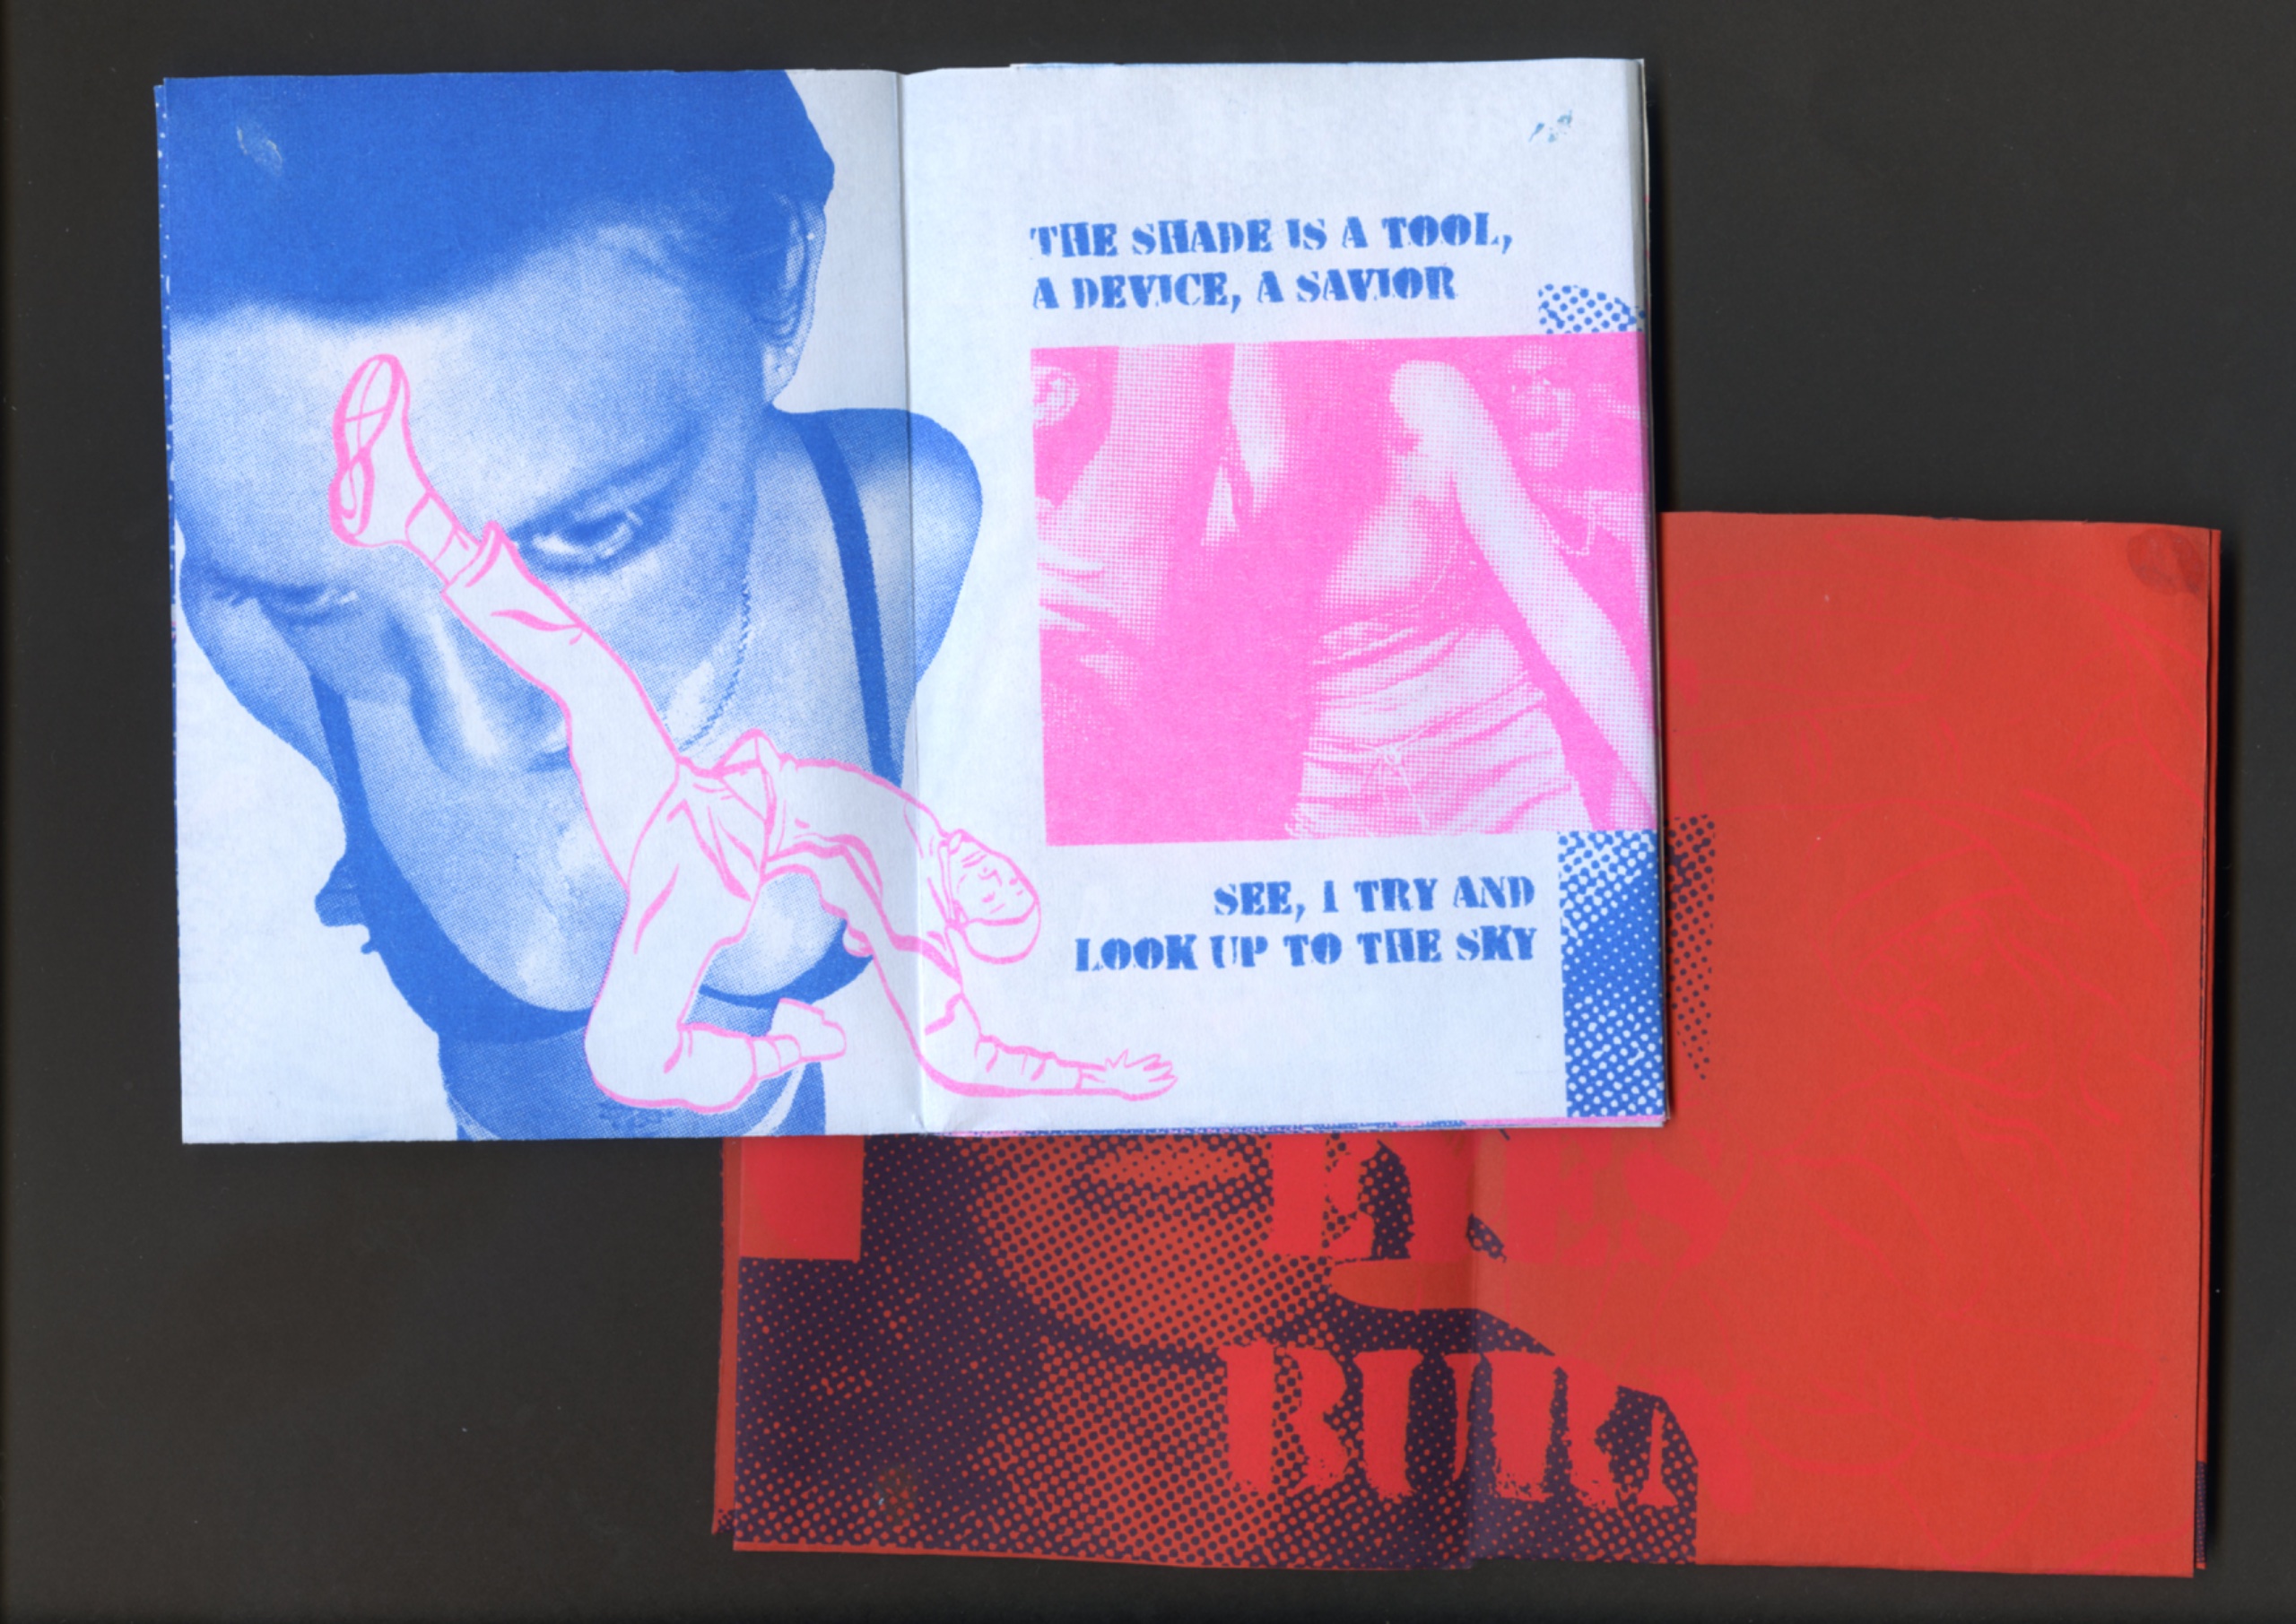 THE SHADE IS A TOOL,
A DEVICE, A SAVIOR
SEE, I TRY AND
LOOK UP TO THE SKY